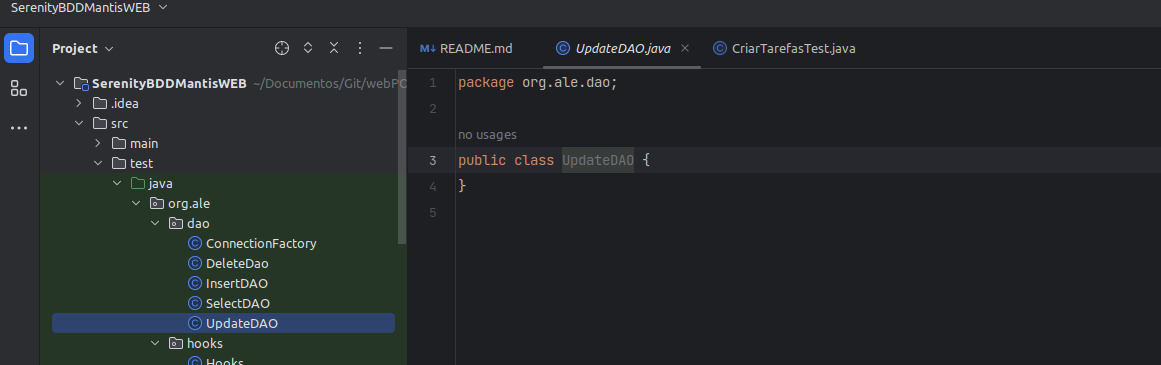 SerenityBDDMantisWEB
Project
SerenityBDDMantisWEB ~/Documentos/Git/webPO
.idea
src
main
test
java
org.ale
dao
ConnectionFactory
DeleteDao
InsertDAO
SelectDAO
UpdateDAO
hooks
Hooks
M↓ README.md
C UpdateDAO.java
C CriarTarefasTest.java
1 package org.ale.dao;
2
no usages
3 public class UpdateDAO {
4 }
5